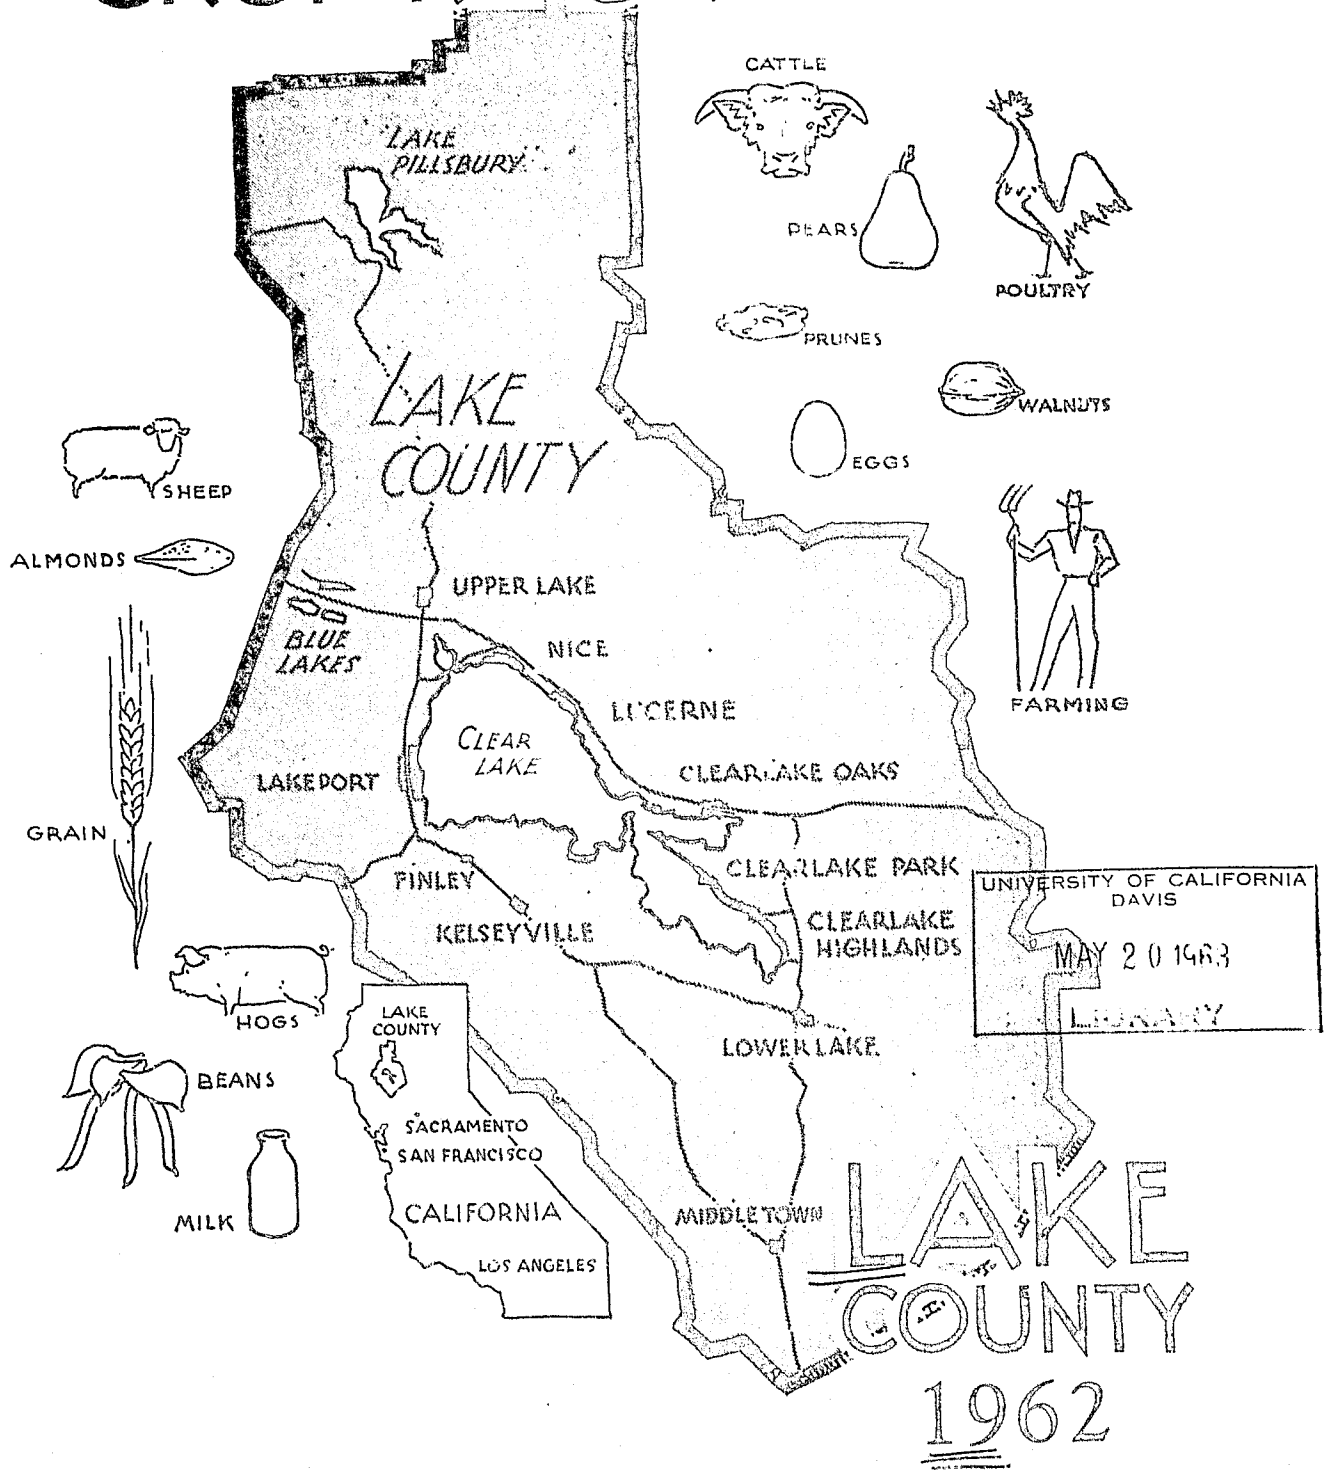 CATTLE
PEARS
POULTRY
PRUNES
WALNUTS
EGGS
FARMING
SHEEP
ALMONDS
GRAIN
HOGS
BEANS
MILK
LAKE
PILLSBURY
LAKE
COUNTY
UPPER LAKE
BLUE
LAKES
NICE
LUCERNE
CLEAR
LAKE
LAKEPORT
CLEARLAKE OAKS
FINLEY
CLEARLAKE PARK
KELSEYVILLE
CLEARLAKE
HIGHLANDS
LOWER LAKE
MIDDLETOWN
UNIVERSITY OF CALIFORNIA
DAVIS
MAY 20 1963
LIBRARY
LAKE
COUNTY
SACRAMENTO
SAN FRANCISCO
CALIFORNIA
LOS ANGELES
LAKE
COUNTY
1962